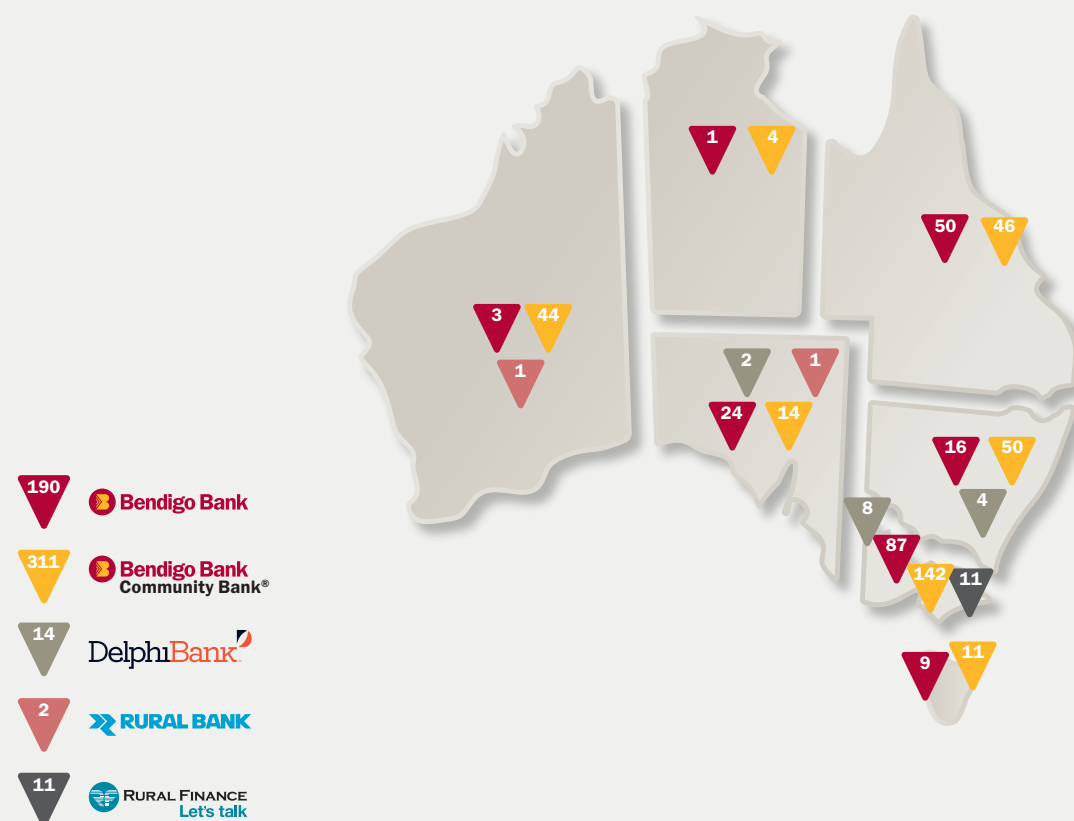 1 4
50 46
3 44
1
2 1
24 14
16 50
4
8
87
142 11
9 11
190 Bendigo Bank
311 Bendigo Bank
Community Bank®
14 DelphiBank
2 RURAL BANK
11 RURAL FINANCE
Let's talk